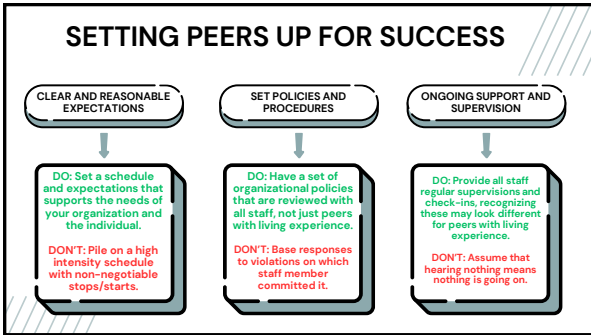 SETTING PEERS UP FOR SUCCESS
CLEAR AND REASONABLE
EXPECTATIONS
DO: Set a schedule
and expectations that
supports the needs of
your organization and
the individual.
DON'T: Pile on a high
intensity schedule
with non-negotiable
stops/starts.
SET POLICIES AND
PROCEDURES
DO: Have a set of
organizational policies
that are reviewed with
all staff, not just peers
with living experience.
DON'T: Base responses
to violations on which
staff member
committed it.
ONGOING SUPPORT AND
SUPERVISION
DO: Provide all staff
regular supervisions and
check-ins, recognizing
these may look different
for peers with living
experience.
DON'T: Assume that
hearing nothing means
nothing is going on.